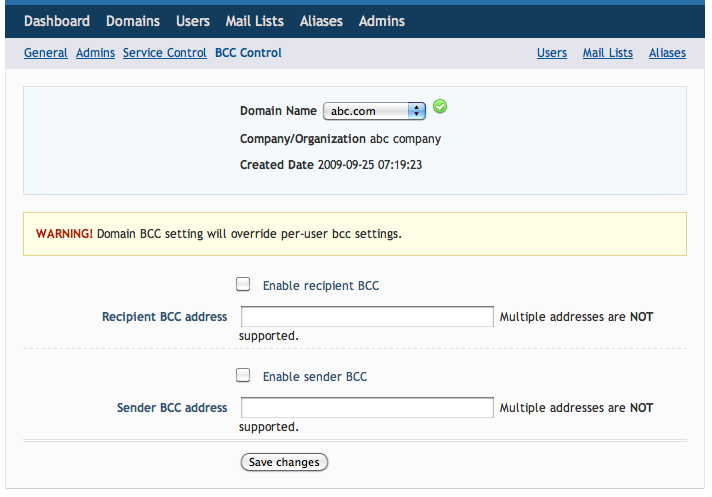 Dashboard Domains Users Mail Lists Aliases Admins
General Admins Service Control BCC Control Users Mail Lists Aliases
Domain Name abc.com
Company/Organization abc company
Created Date 2009-09-25 07:19:23
WARNING! Domain BCC setting will override per-user bcc settings.
Enable recipient BCC
Recipient BCC address Multiple addresses are NOT
supported.
Enable sender BCC
Sender BCC address Multiple addresses are NOT
supported.
Save changes